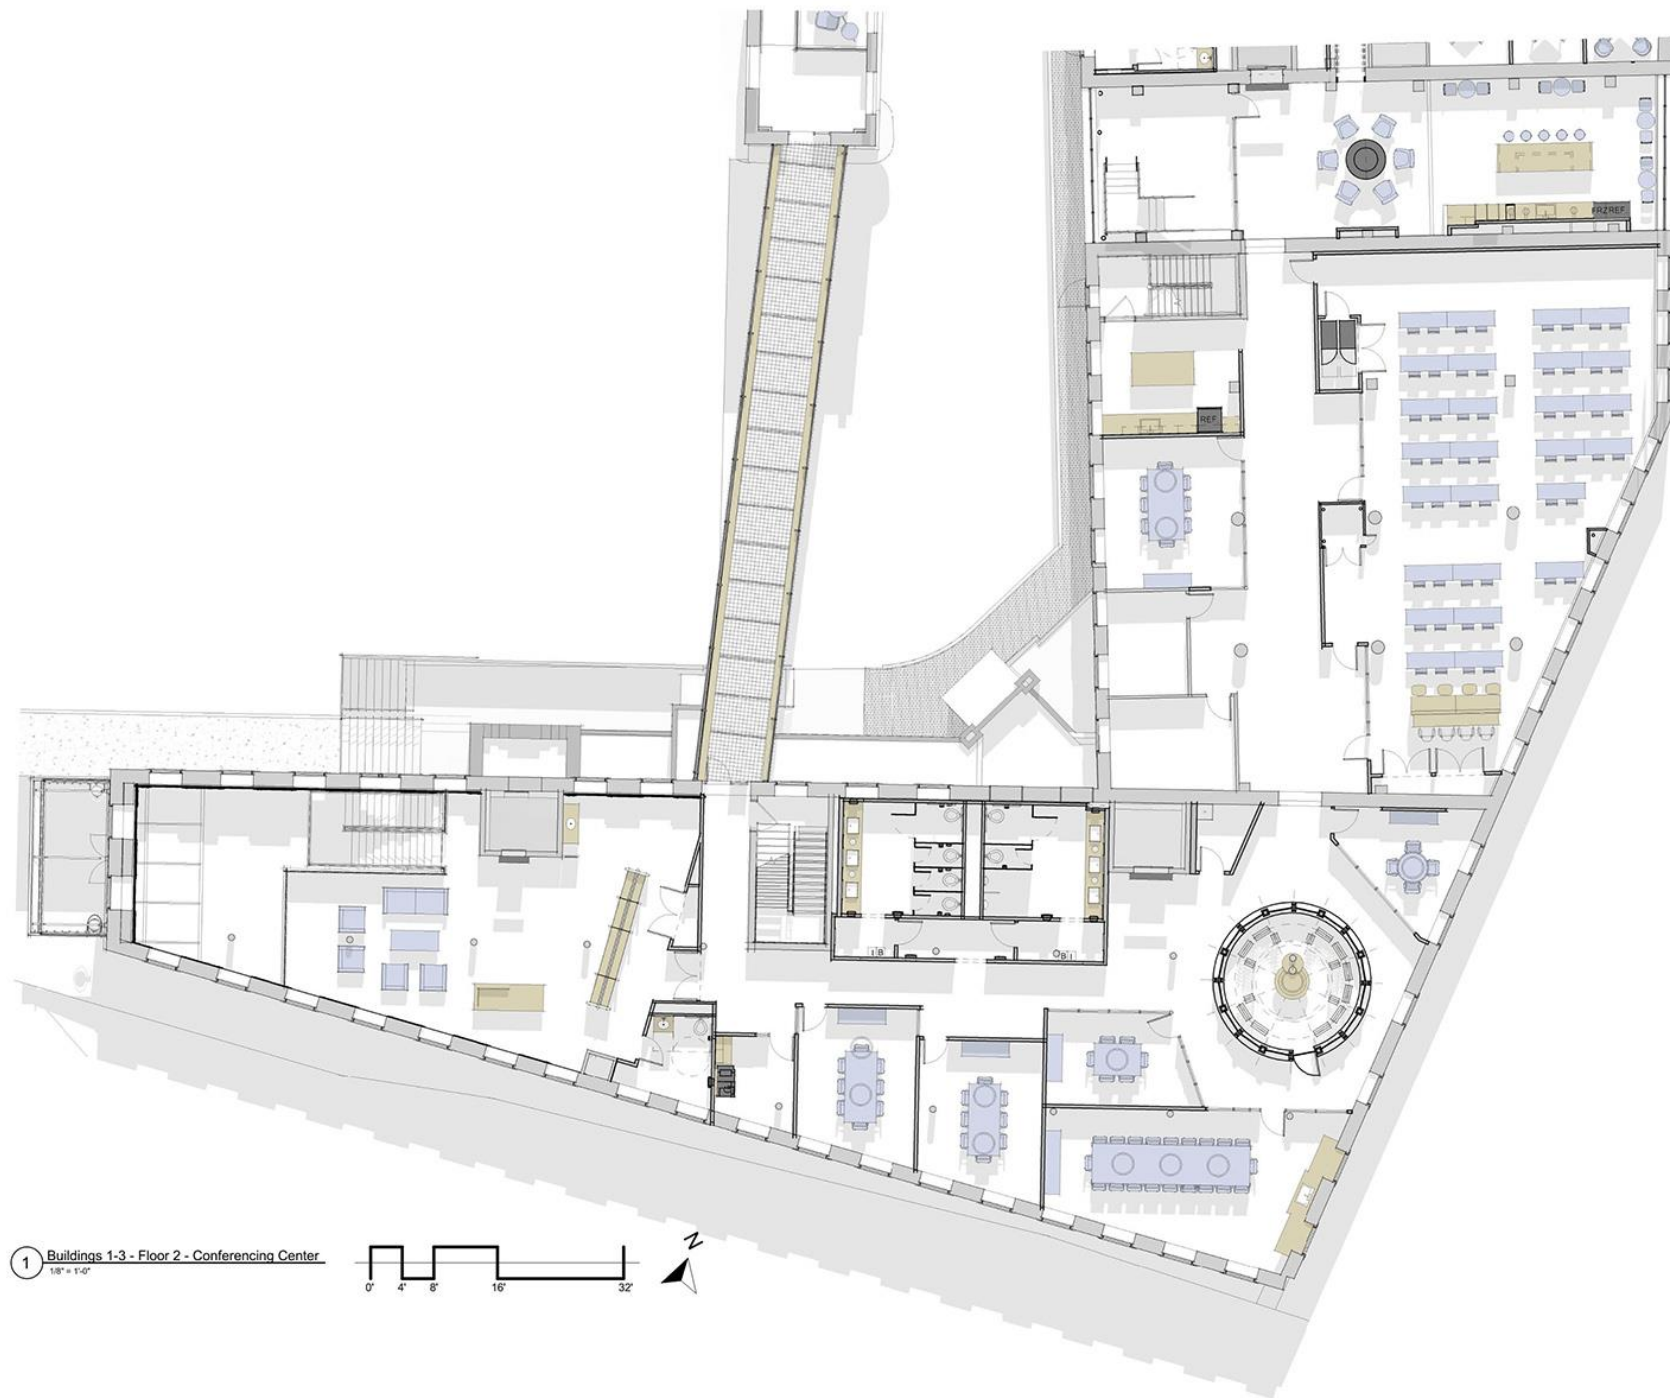 FRZREF
REF
I B
B I
1
Buildings 1-3 - Floor 2 - Conferencing Center
1/8" = 1'-0"
0' 4' 8' 16' 32'
N